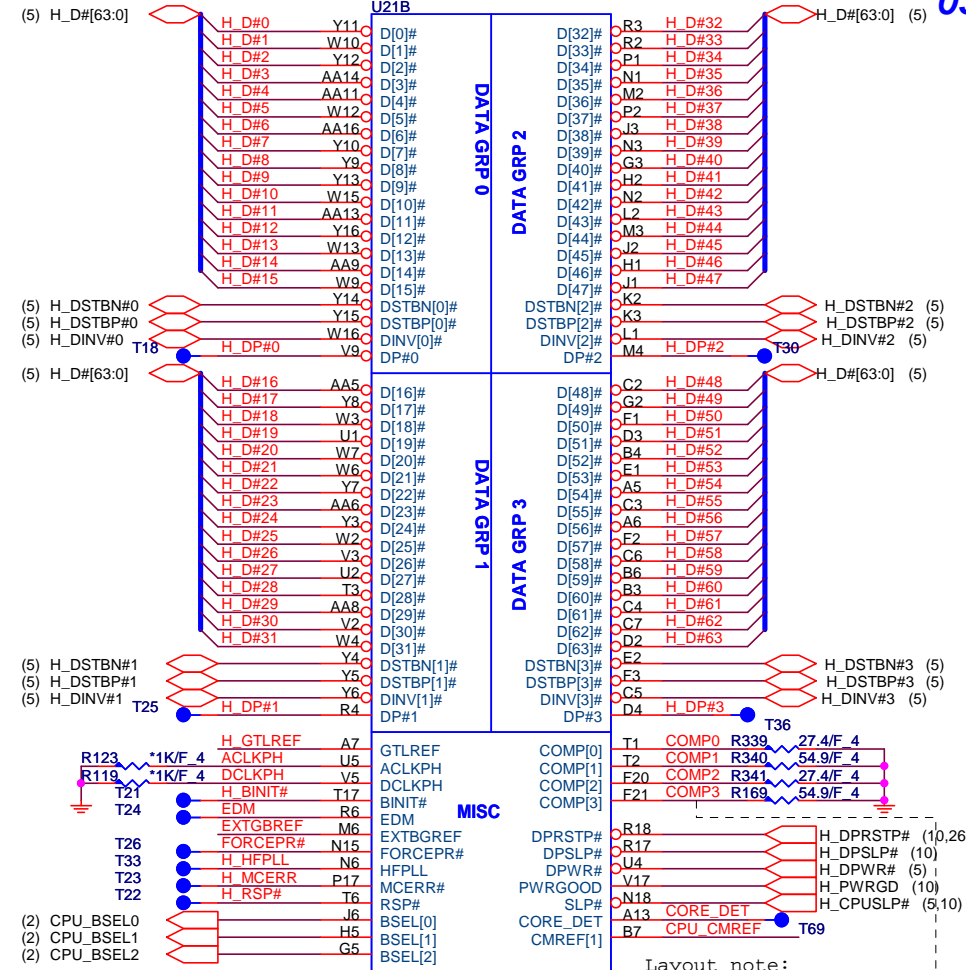 U21B
(5) H_D#[63:0]
H_D#[63:0] (5)
H_D#0 Y11 D[0]# D[32]# R3 H_D#32
H_D#1 W10 D[1]# D[33]# R2 H_D#33
H_D#2 Y12 D[2]# D[34]# P1 H_D#34
H_D#3 AA14 D[3]# D[35]# N1 H_D#35
H_D#4 AA11 D[4]# D[36]# M2 H_D#36
H_D#5 W12 D[5]# D[37]# P2 H_D#37
H_D#6 AA16 D[6]# D[38]# J3 H_D#38
H_D#7 Y10 D[7]# D[39]# N3 H_D#39
H_D#8 Y9 D[8]# D[40]# G3 H_D#40
H_D#9 Y13 D[9]# D[41]# H2 H_D#41
H_D#10 W15 D[10]# D[42]# N2 H_D#42
H_D#11 AA13 D[11]# D[43]# L2 H_D#43
H_D#12 Y16 D[12]# D[44]# M3 H_D#44
H_D#13 W13 D[13]# D[45]# J2 H_D#45
H_D#14 AA9 D[14]# D[46]# H1 H_D#46
H_D#15 W9 D[15]# D[47]# J1 H_D#47
DATA GRP 0
DATA GRP 2
(5) H_DSTBN#0 Y14 DSTBN[0]# DSTBN[2]# K2 H_DSTBN#2 (5)
(5) H_DSTBP#0 Y15 DSTBP[0]# DSTBP[2]# K3 H_DSTBP#2 (5)
(5) H_DINV#0 W16 DINV[0]# DINV[2]# L1 H_DINV#2 (5)
T18 H_DP#0 V9 DP#0 DP#2 M4 H_DP#2 T30
(5) H_D#[63:0]
H_D#[63:0] (5)
H_D#16 AA5 D[16]# D[48]# C2 H_D#48
H_D#17 Y8 D[17]# D[49]# G2 H_D#49
H_D#18 W3 D[18]# D[50]# F1 H_D#50
H_D#19 U1 D[19]# D[51]# D3 H_D#51
H_D#20 W7 D[20]# D[52]# B4 H_D#52
H_D#21 W6 D[21]# D[53]# E1 H_D#53
H_D#22 Y7 D[22]# D[54]# A5 H_D#54
H_D#23 AA6 D[23]# D[55]# C3 H_D#55
H_D#24 Y3 D[24]# D[56]# A6 H_D#56
H_D#25 W2 D[25]# D[57]# F2 H_D#57
H_D#26 V3 D[26]# D[58]# C6 H_D#58
H_D#27 U2 D[27]# D[59]# B6 H_D#59
H_D#28 T3 D[28]# D[60]# B3 H_D#60
H_D#29 AA8 D[29]# D[61]# C4 H_D#61
H_D#30 V2 D[30]# D[62]# C7 H_D#62
H_D#31 W4 D[31]# D[63]# D2 H_D#63
DATA GRP 1
DATA GRP 3
(5) H_DSTBN#1 Y4 DSTBN[1]# DSTBN[3]# E2 H_DSTBN#3 (5)
(5) H_DSTBP#1 Y5 DSTBP[1]# DSTBP[3]# F3 H_DSTBP#3 (5)
(5) H_DINV#1 Y6 DINV[1]# DINV[3]# C5 H_DINV#3 (5)
T25 H_DP#1 R4 DP#1 DP#3 D4 H_DP#3 T36
H_GTLREF A7 GTLREF COMP[0] T1 COMP0 R339 27.4/F_4
R123 *1K/F_4 ACLKPH U5 ACLKPH COMP[1] T2 COMP1 R340 54.9/F_4
R119 *1K/F_4 DCLKPH V5 DCLKPH COMP[2] F20 COMP2 R341 27.4/F_4
T21 H_BINIT# T17 BINIT# COMP[3] F21 COMP3 R169 54.9/F_4
T24 EDM R6 EDM
MISC
EXTGBREF M6 EXTBGREF DPRSTP# R18 H_DPRSTP# (10,26
T26 FORCEPR# N15 FORCEPR# DPSLP# R17 H_DPSLP# (10)
T33 H_HFPLL N6 HFPLL DPWR# U4 H_DPWR# (5)
T23 H_MCERR P17 MCERR# PWRGOOD V17 H_PWRGD (10)
T22 H_RSP# T6 RSP# SLP# N18 H_CPUSLP# (5,10)
(2) CPU_BSEL0 J6 BSEL[0] CORE_DET A13 CORE_DET T69
(2) CPU_BSEL1 H5 BSEL[1] CMREF[1] B7 CPU_CMREF
(2) CPU_BSEL2 G5 BSEL[2]
Layout note: